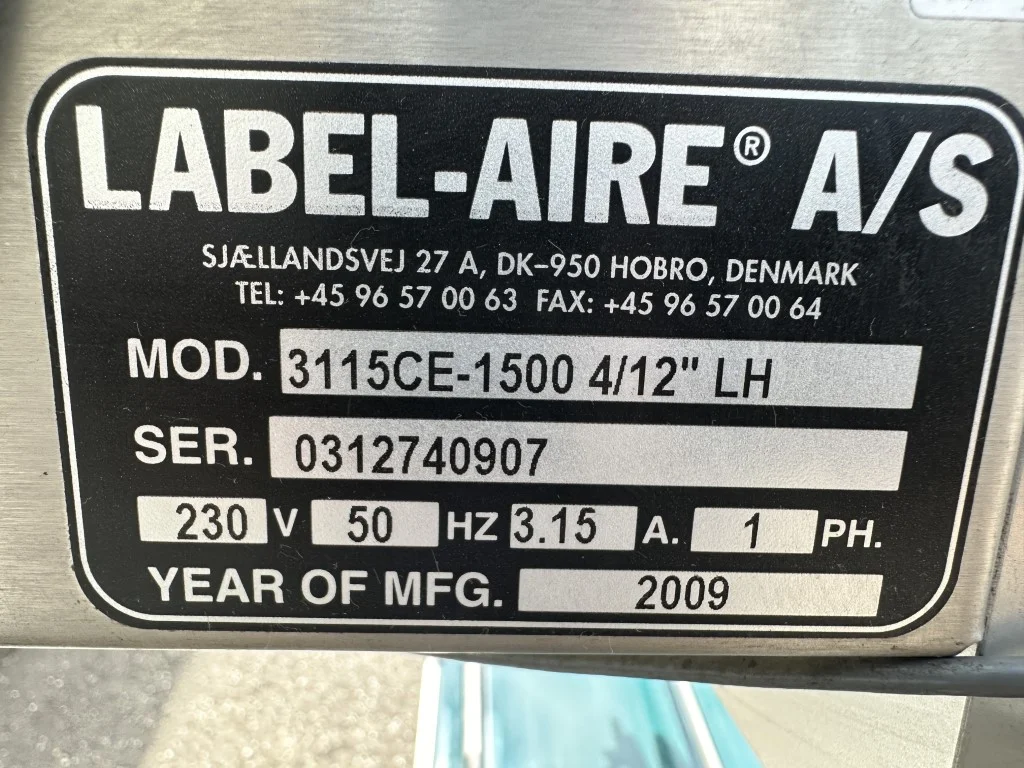 LABEL-AIRE® A/S
SJÆLLANDSVEJ 27 A, DK-950 HOBRO, DENMARK
TEL: +45 96 57 00 63 FAX: +45 96 57 00 64
MOD. 3115CE-1500 4/12" LH
SER. 0312740907
230 V 50 HZ 3.15 A. 1 PH.
YEAR OF MFG. 2009